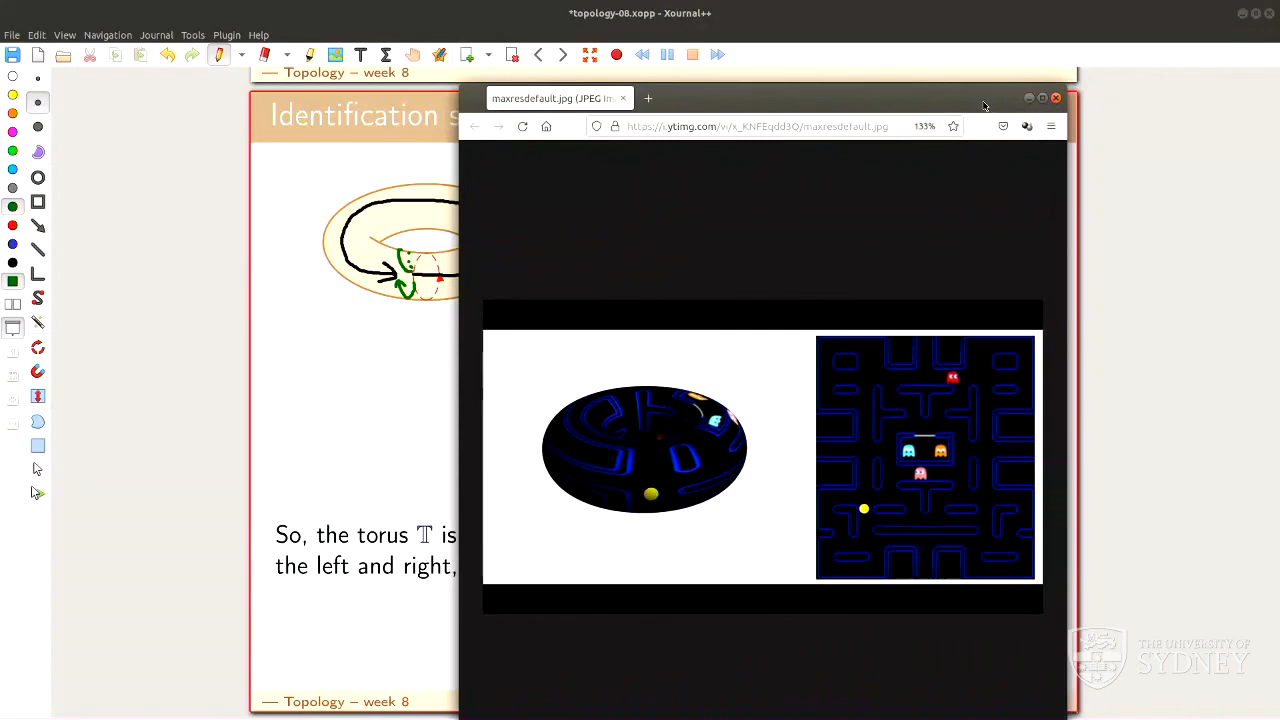 *topology-08.xopp - Xournal++
File Edit View Navigation Journal Tools Plugin Help
— Topology – week 8
maxresdefault.jpg (JPEG Im
Identification s
https://i.ytimg.com/vi/x_KNFEqdd3Q/maxresdefault.jpg 133%
So, the torus 𝕋 is
the left and right,
THE UNIVERSITY OF
SYDNEY
— Topology – week 8